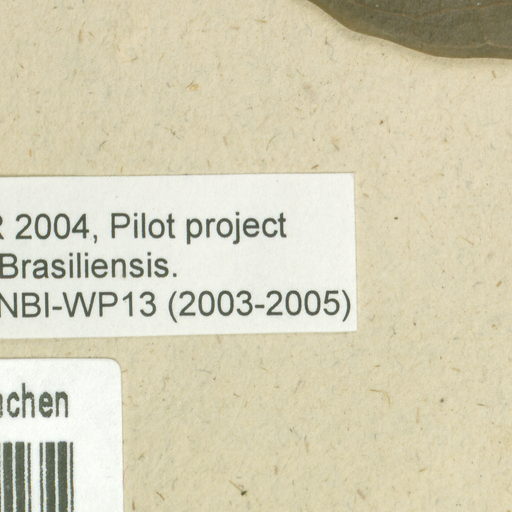 R 2004, Pilot project
Brasiliensis.
NBI-WP13 (2003-2005)
achen